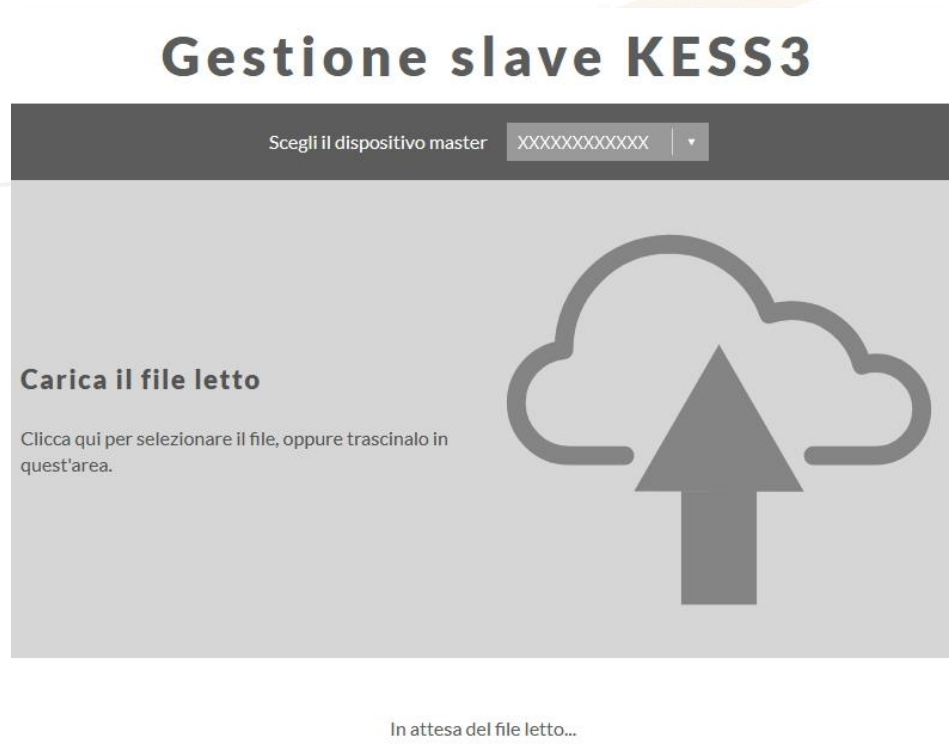 Gestione slave KESS3
Scegli il dispositivo master XXXXXXXXXXXX
Carica il file letto
Clicca qui per selezionare il file, oppure trascinalo in
quest'area.
In attesa del file letto...